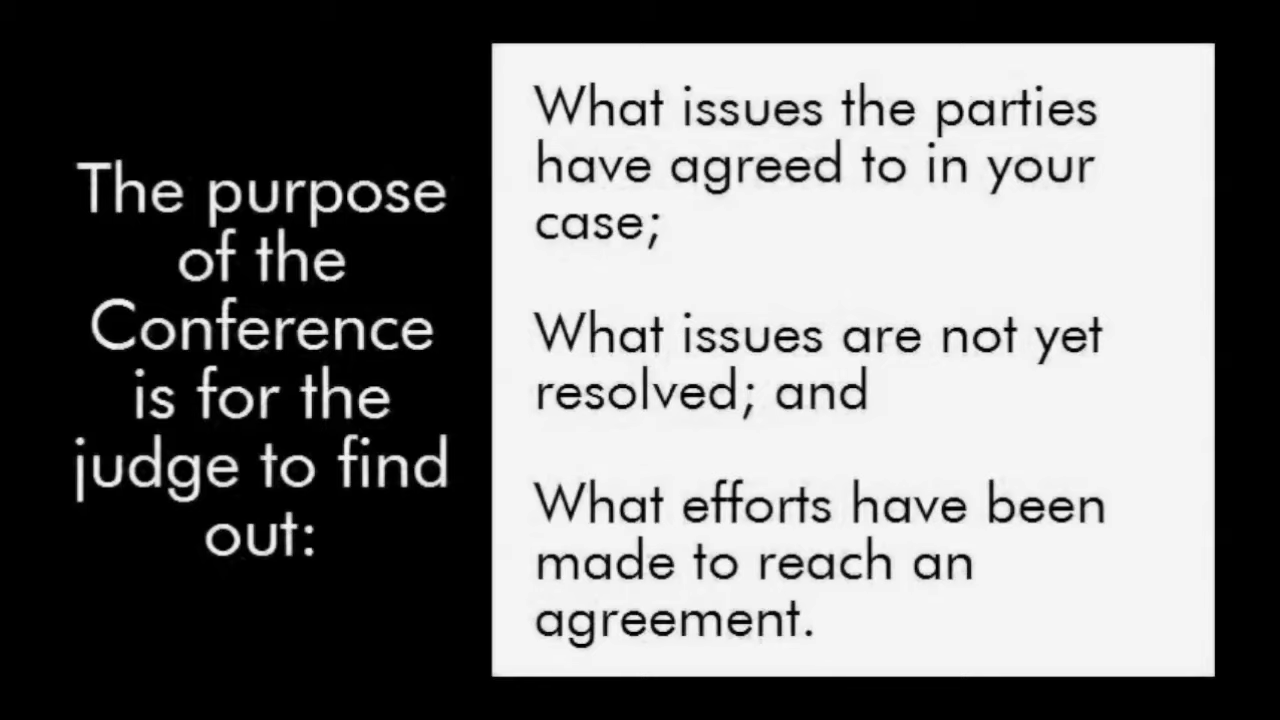 The purpose
of the
Conference
is for the
judge to find
out:
What issues the parties
have agreed to in your
case;
What issues are not yet
resolved; and
What efforts have been
made to reach an
agreement.